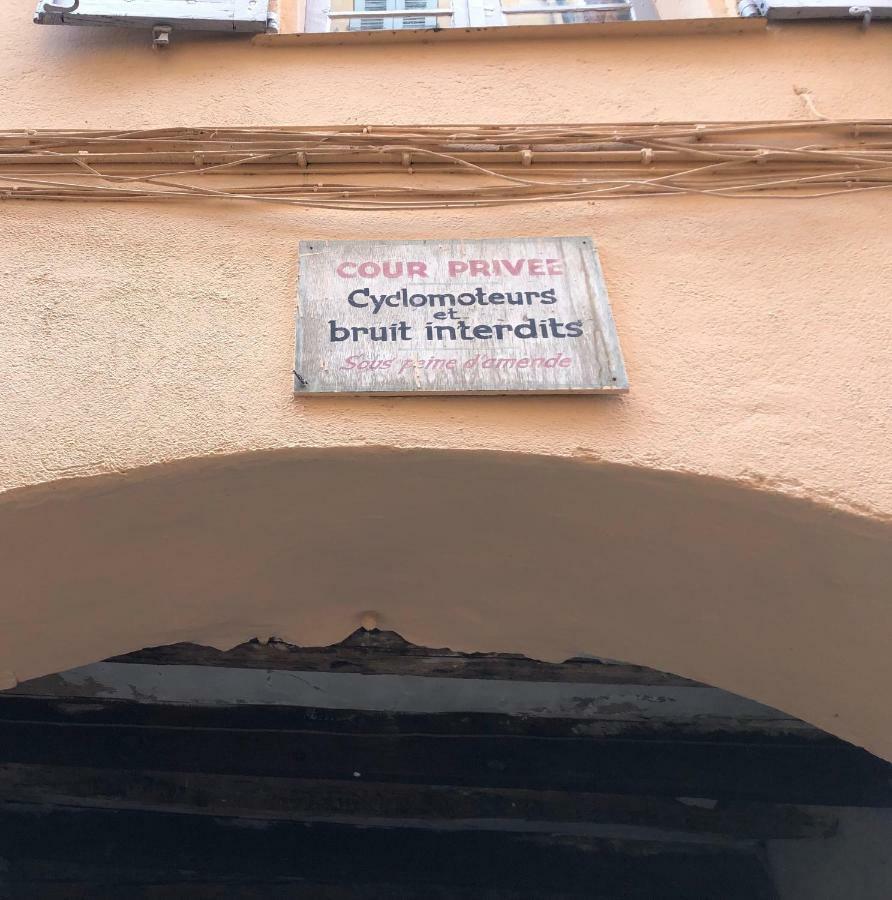 COUR PRIVEE
Cyclomoteurs
et
bruit interdits
Sous peine d'amende